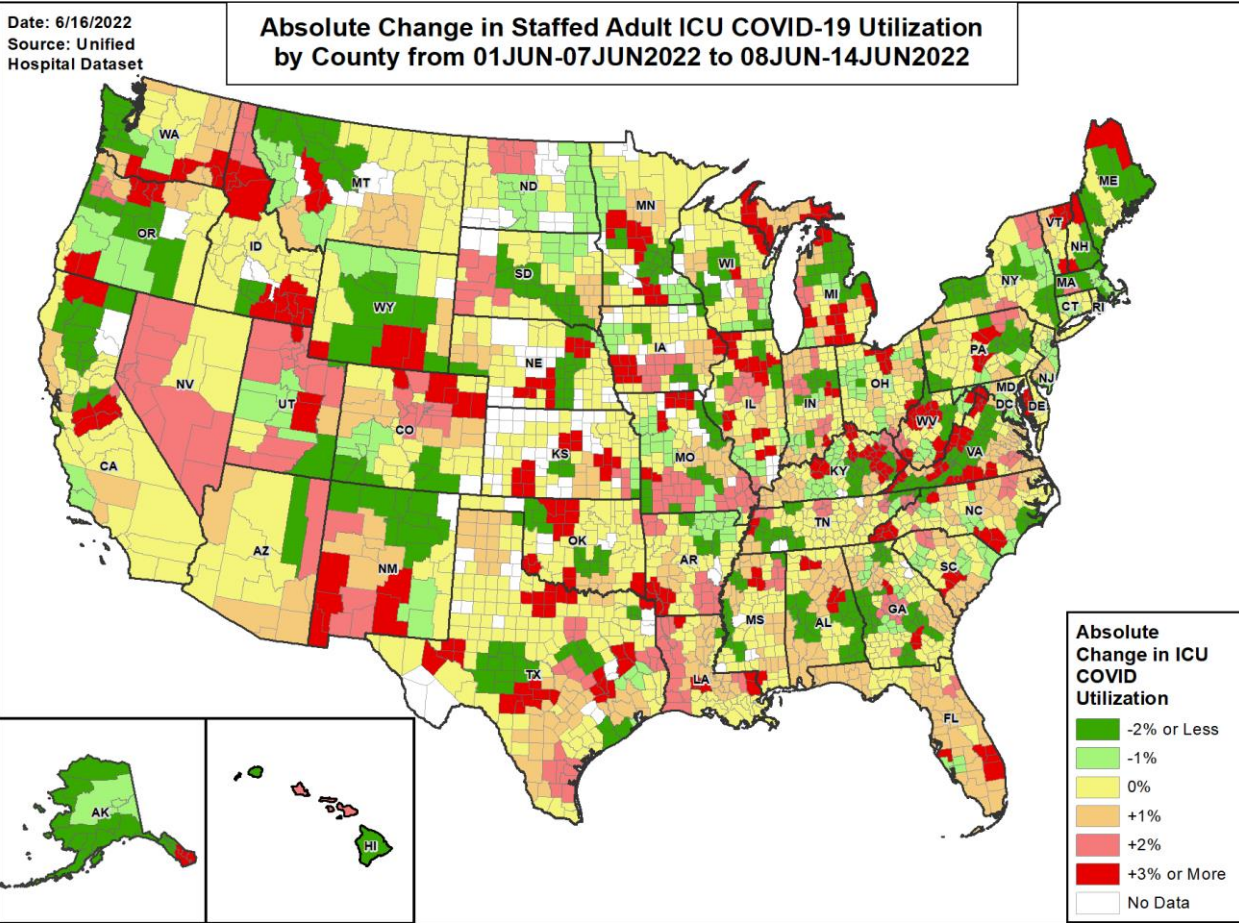 Date: 6/16/2022
Source: Unified
Hospital Dataset
Absolute Change in Staffed Adult ICU COVID-19 Utilization
by County from 01JUN-07JUN2022 to 08JUN-14JUN2022
WA
MT
ND
MN
ME
OR
ID
WY
SD
WI
MI
VT
NH
NY
MA
CT
RI
NV
UT
CO
NE
IA
IL
IN
OH
PA
NJ
MD
DE
DC
WV
VA
CA
AZ
NM
KS
MO
KY
OK
AR
TN
NC
SC
TX
LA
MS
AL
GA
FL
AK
HI
Absolute
Change in ICU
COVID
Utilization
-2% or Less
-1%
0%
+1%
+2%
+3% or More
No Data